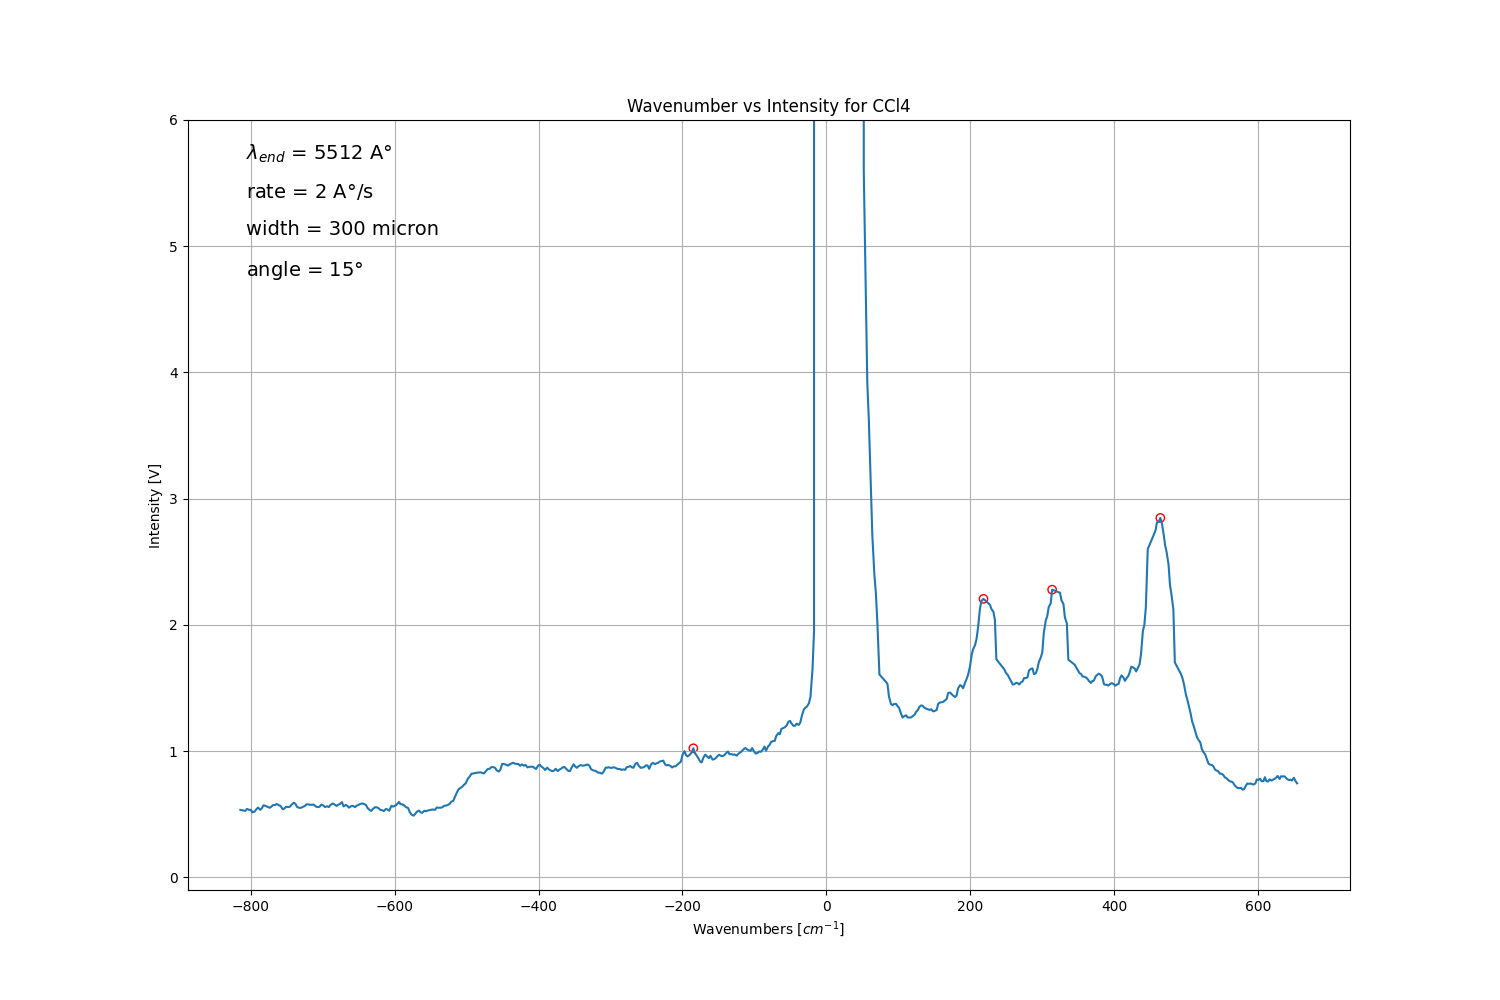 Wavenumber vs Intensity for CCl4
λend = 5512 A°
rate = 2 A°/s
width = 300 micron
angle = 15°
6
5
4
3
2
1
0
Intensity [V]
−800 −600 −400 −200 0 200 400 600
Wavenumbers [cm⁻¹]